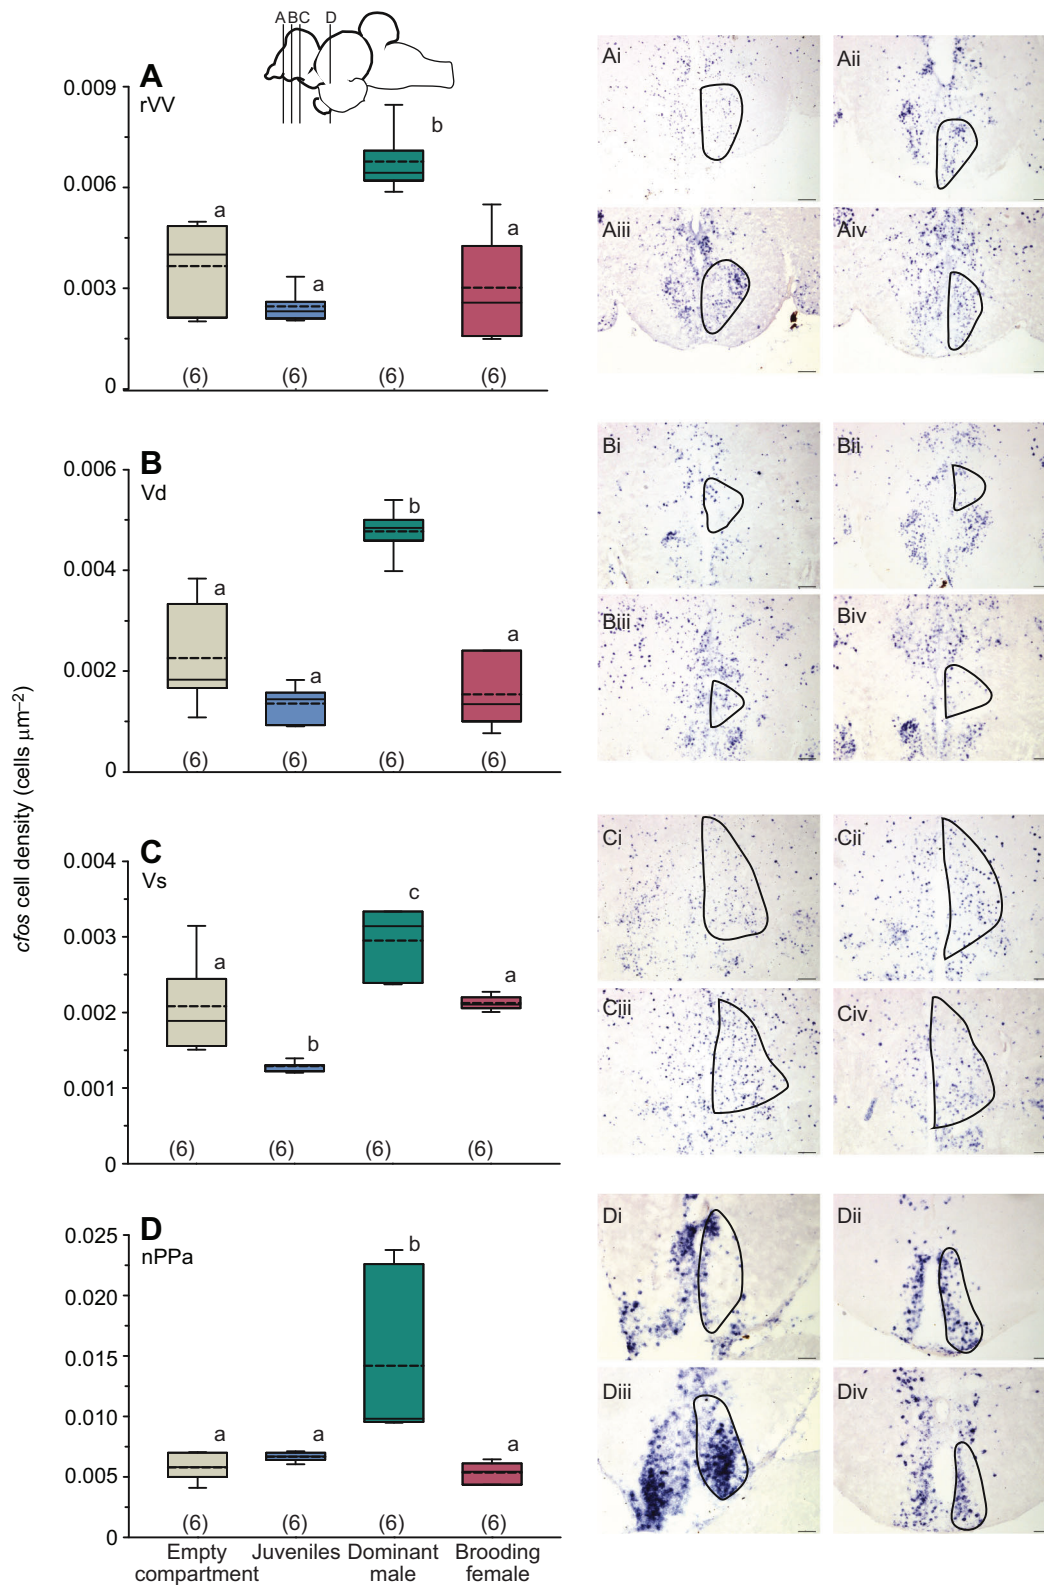 A B C D
A
rVV
0.009
0.006
0.003
0
a
a
b
a
(6) (6) (6) (6)
Ai
Aii
Aiii
Aiv
B
Vd
0.006
0.004
0.002
0
a
a
b
a
(6) (6) (6) (6)
Bi
Bii
Biii
Biv
cfos cell density (cells μm⁻²)
C
Vs
0.004
0.003
0.002
0.001
0
a
b
c
a
(6) (6) (6) (6)
Ci
Cii
Ciii
Civ
D
nPPa
0.025
0.020
0.015
0.010
0.005
0
a
a
b
a
(6) (6) (6) (6)
Empty compartment
Juveniles
Dominant male
Brooding female
Di
Dii
Diii
Div